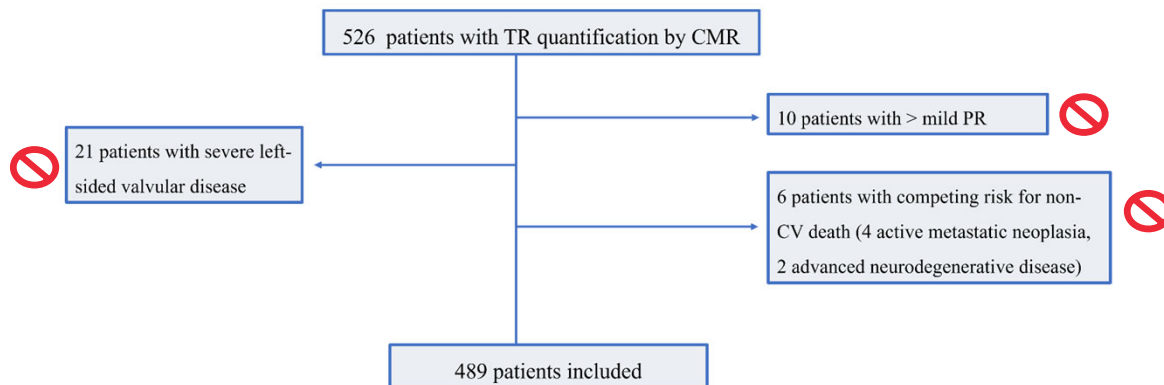 526 patients with TR quantification by CMR
10 patients with > mild PR
21 patients with severe left-
sided valvular disease
6 patients with competing risk for non-
CV death (4 active metastatic neoplasia,
2 advanced neurodegenerative disease)
489 patients included